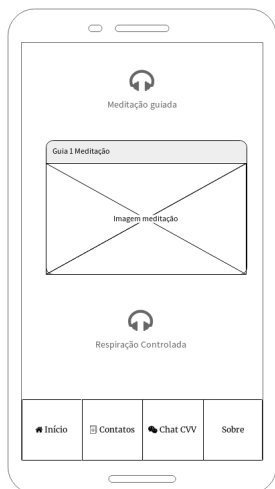 Meditação guiada
Guia 1 Meditação
Imagem meditação
Respiração Controlada
Início
Contatos
Chat CVV
Sobre